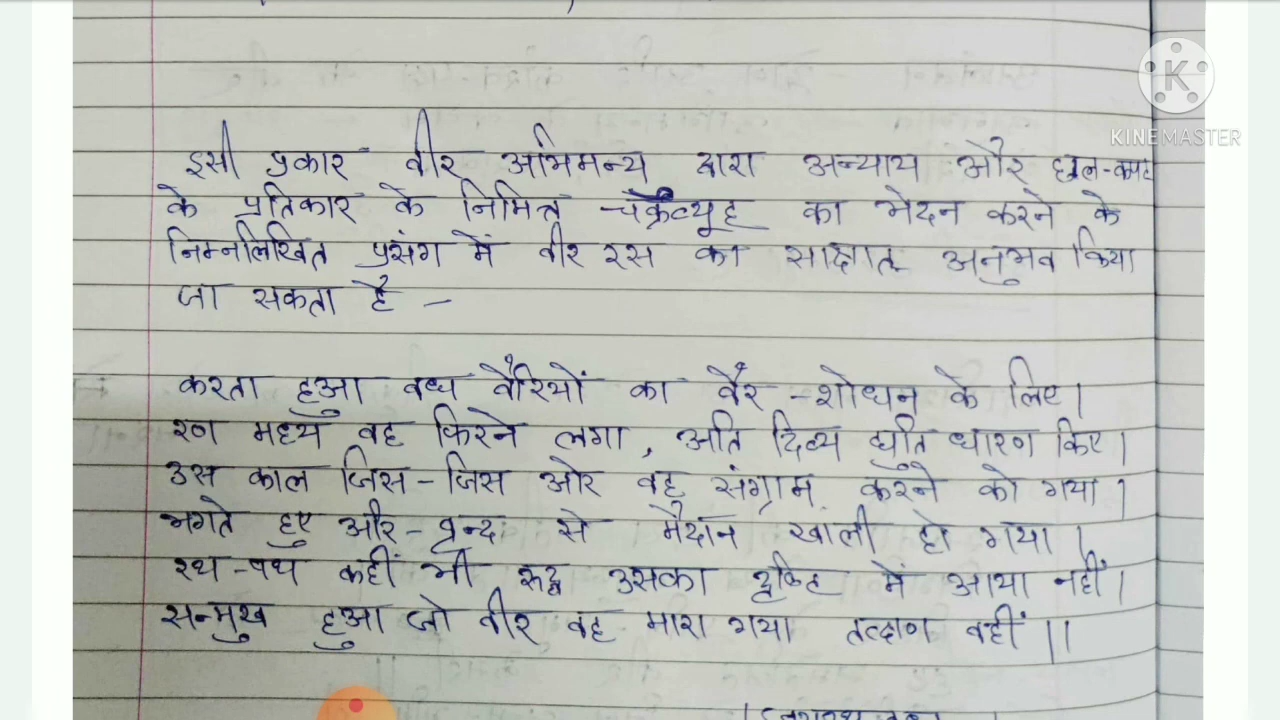 KINEMASTER
इसी प्रकार वीर अभिमन्य द्वारा अन्याय और छल-कपट
के प्रतिकार के निमित्त चक्रव्यूह का भेदन करने के
निम्नलिखित प्रसंग में वीर रस का साक्षात् अनुभव किया
जा सकता है -
करता हुआ वध वैरियों का वैर - शोधन के लिए।
रण मध्य वह फिरने लगा, अति दिव्य द्युति धारण किए।
उस काल जिस - जिस ओर वह संग्राम करने को गया।
भगते हुए और - वृन्द से मैदान खाली हो गया।
रथ - पथ कहीं भी रुद्ध उसका दृष्टि में आया नहीं।
सन्मुख हुआ जो वीर वह मारा गया तत्क्षण वहीं ।।